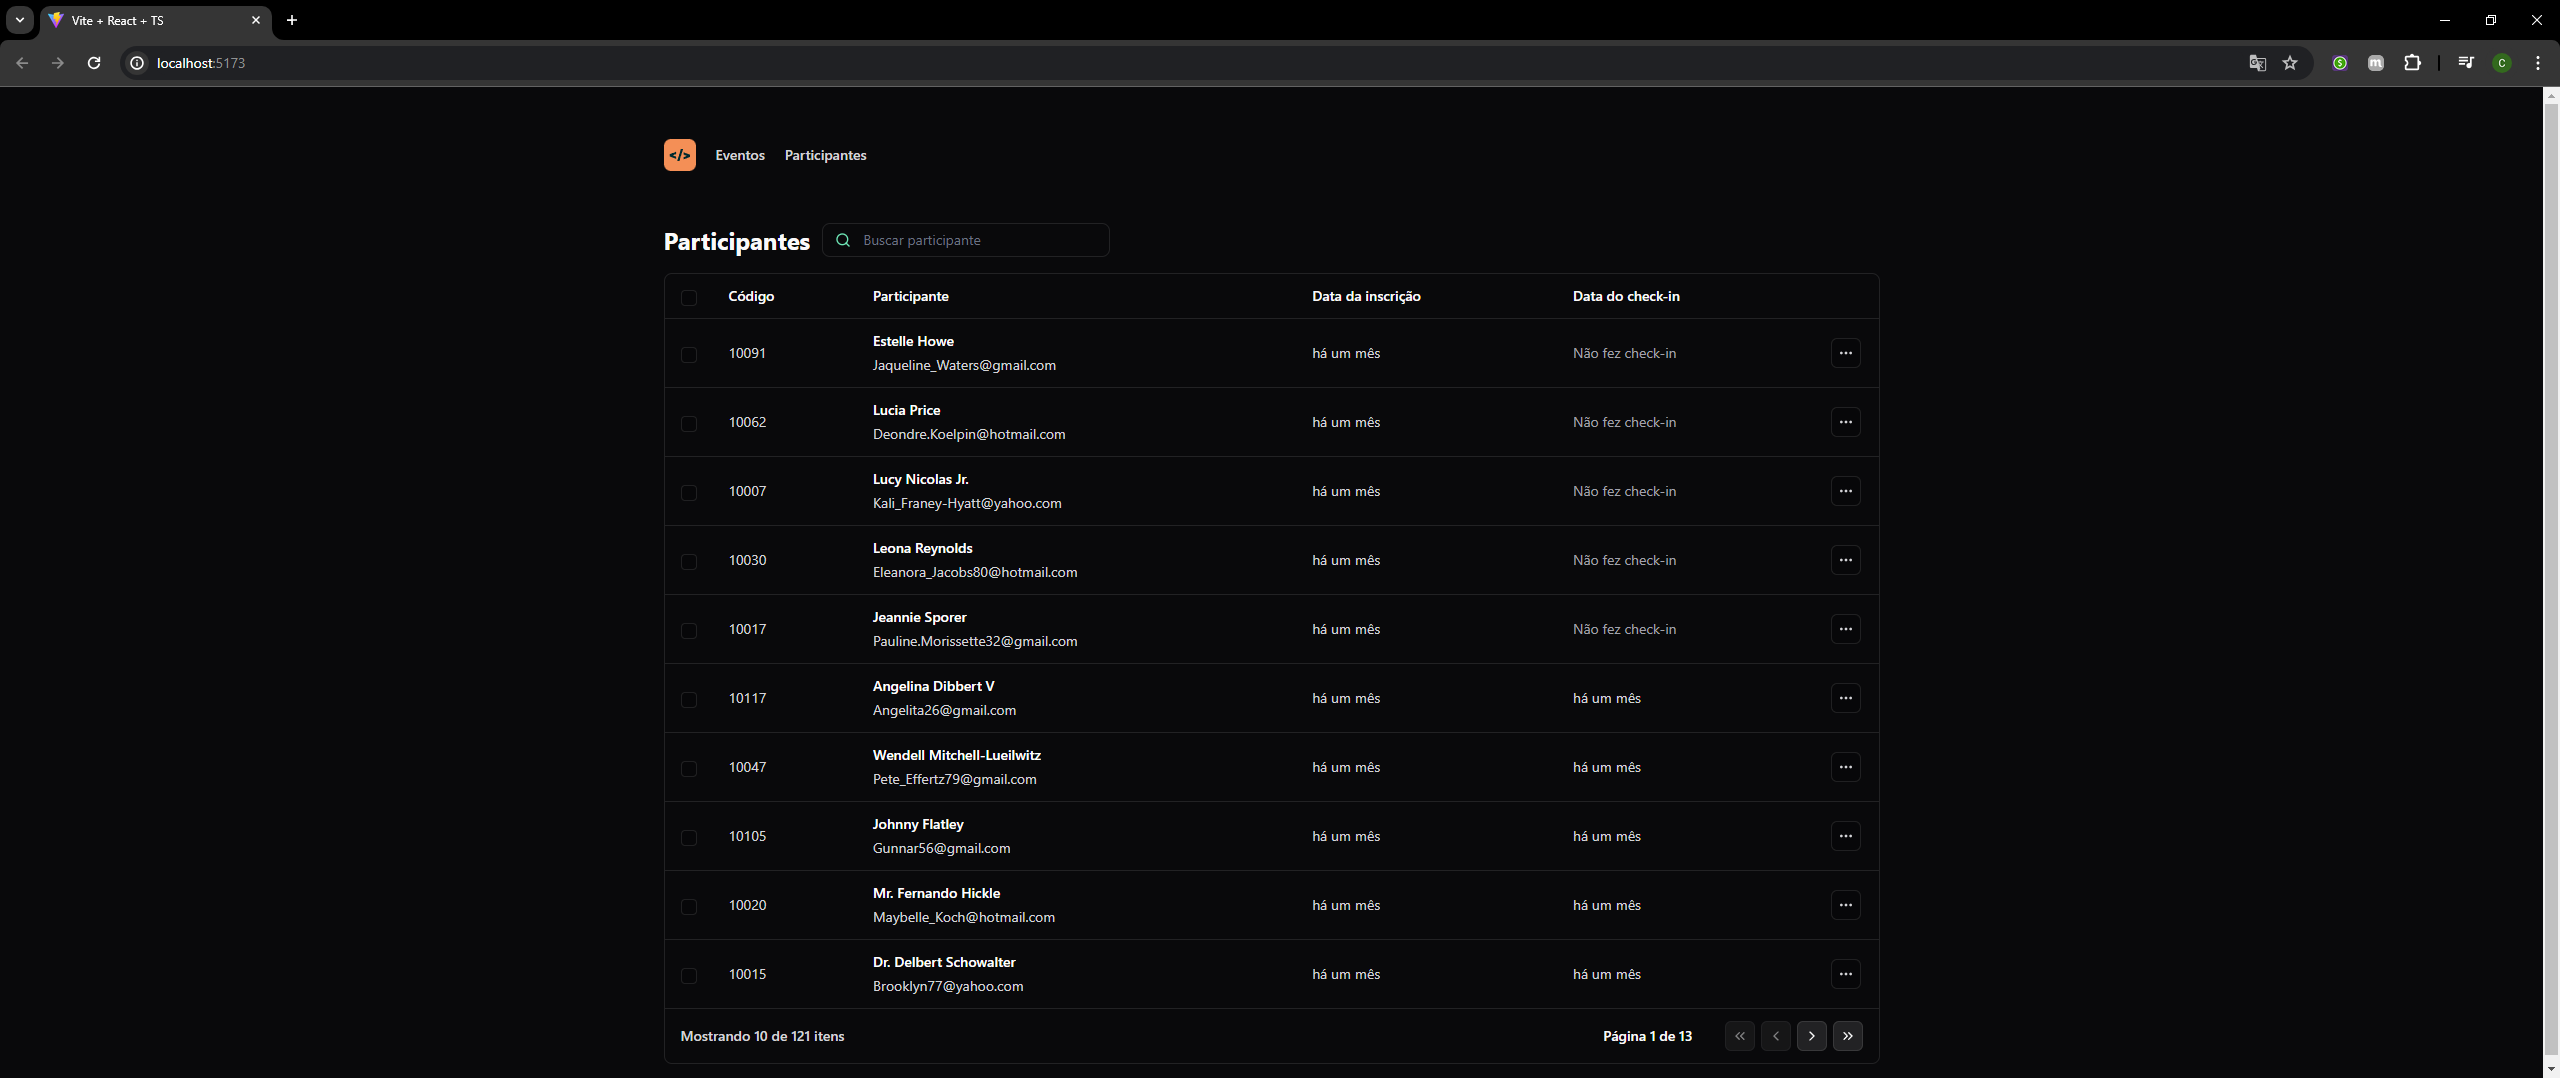 Vite + React + TS
localhost:5173
C
</> Eventos Participantes
Participantes Buscar participante
Código Participante Data da inscrição Data do check-in
Estelle Howe
10091 há um mês Não fez check-in
Jaqueline_Waters@gmail.com
Lucia Price
10062 há um mês Não fez check-in
Deondre.Koelpin@hotmail.com
Lucy Nicolas Jr.
10007 há um mês Não fez check-in
Kali_Franey-Hyatt@yahoo.com
Leona Reynolds
10030 há um mês Não fez check-in
Eleanora_Jacobs80@hotmail.com
Jeannie Sporer
10017 há um mês Não fez check-in
Pauline.Morissette32@gmail.com
Angelina Dibbert V
10117 há um mês há um mês
Angelita26@gmail.com
Wendell Mitchell-Lueilwitz
10047 há um mês há um mês
Pete_Effertz79@gmail.com
Johnny Flatley
10105 há um mês há um mês
Gunnar56@gmail.com
Mr. Fernando Hickle
10020 há um mês há um mês
Maybelle_Koch@hotmail.com
Dr. Delbert Schowalter
10015 há um mês há um mês
Brooklyn77@yahoo.com
Mostrando 10 de 121 itens Página 1 de 13